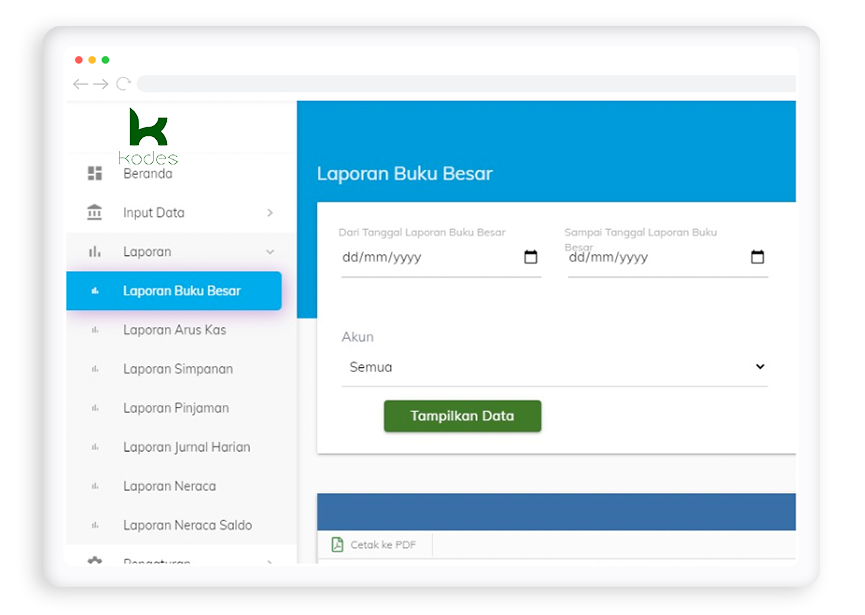 kodes
Beranda
Input Data
Laporan
Laporan Buku Besar
Laporan Arus Kas
Laporan Simpanan
Laporan Pinjaman
Laporan Jurnal Harian
Laporan Neraca
Laporan Neraca Saldo
Pengaturan
Laporan Buku Besar
Dari Tanggal Laporan Buku Besar
dd/mm/yyyy
Sampai Tanggal Laporan Buku
Besar
dd/mm/yyyy
Akun
Semua
Tampilkan Data
Cetak ke PDF